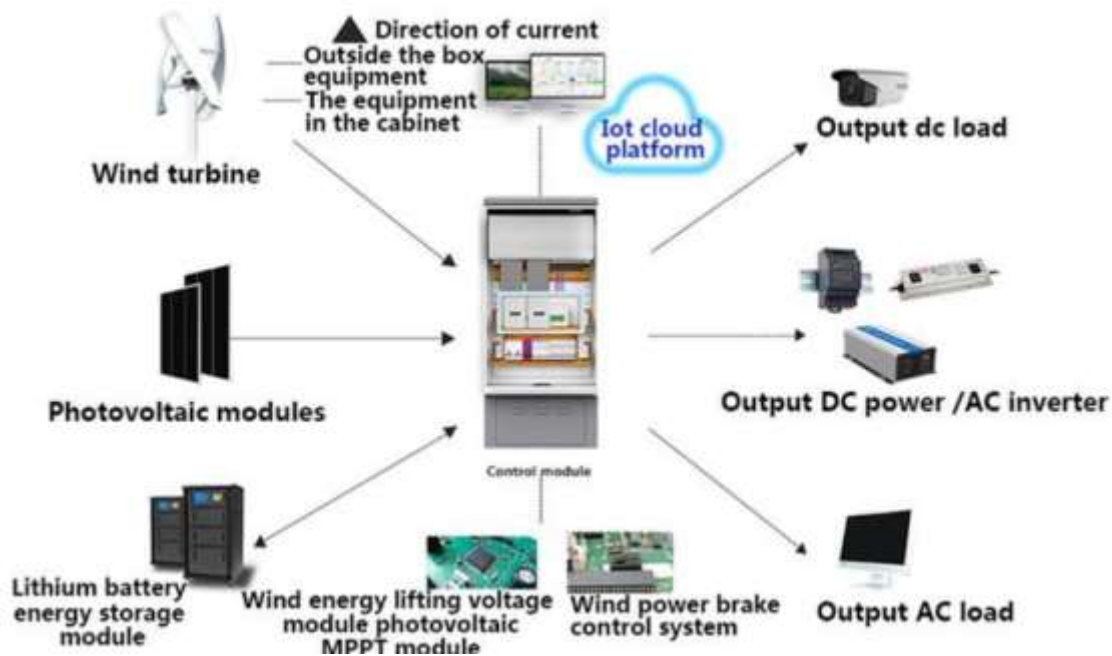 Direction of current
Outside the box
equipment
The equipment
in the cabinet
Wind turbine
Iot cloud
platform
Output dc load
Photovoltaic modules
Output DC power /AC inverter
Control module
Lithium battery
energy storage
module
Wind energy lifting voltage
module photovoltaic
MPPT module
Wind power brake
control system
Output AC load